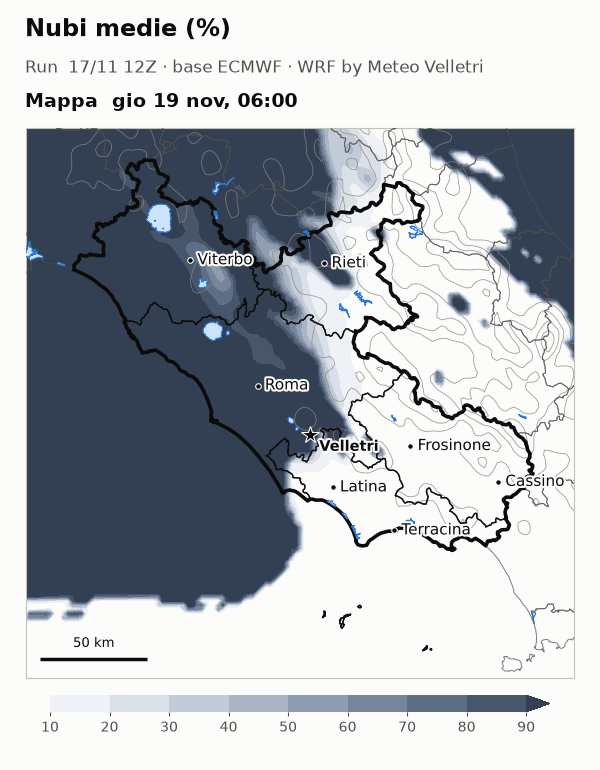 Nubi medie (%)
Run 17/11 12Z · base ECMWF · WRF by Meteo Velletri
Mappa gio 19 nov, 06:00
Viterbo
Rieti
Roma
Velletri
Frosinone
Latina
Cassino
Terracina
50 km
10 20 30 40 50 60 70 80 90